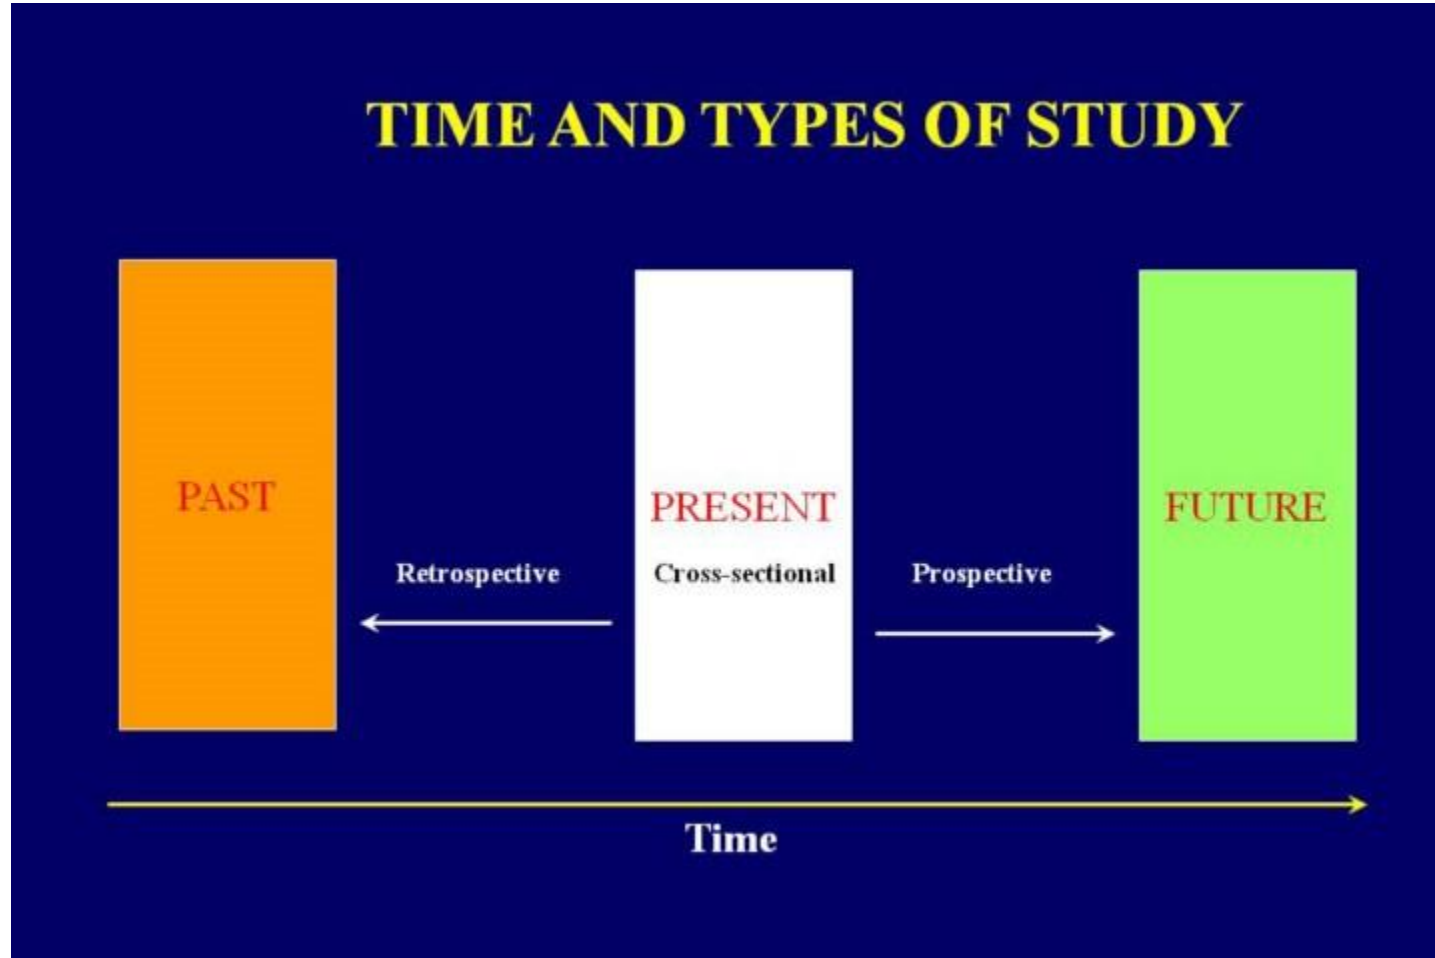 TIME AND TYPES OF STUDY
PAST
PRESENT
FUTURE
Retrospective
Cross-sectional
Prospective
Time